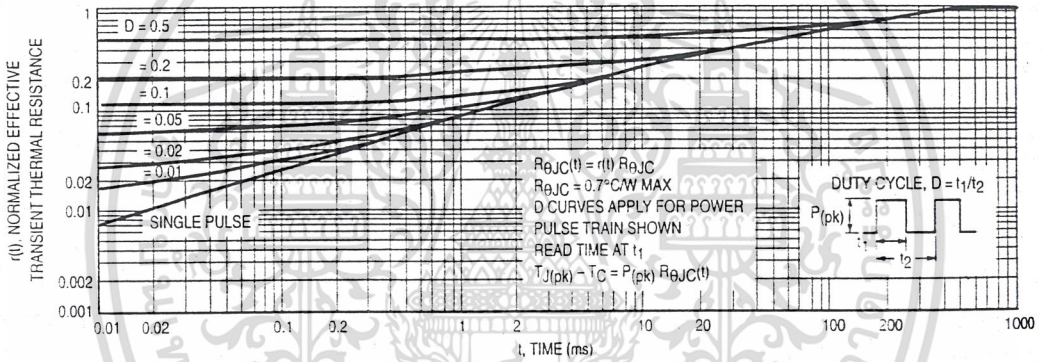 r(t), NORMALIZED EFFECTIVE
TRANSIENT THERMAL RESISTANCE
1
0.2
0.1
0.02
0.01
0.002
0.001
D = 0.5
= 0.2
= 0.1
= 0.05
= 0.02
= 0.01
SINGLE PULSE
RθJC(t) = r(t) RθJC
RθJC = 0.7°C/W MAX
D CURVES APPLY FOR POWER
PULSE TRAIN SHOWN
READ TIME AT t1
TJ(pk) – TC = P(pk) RθJC(t)
DUTY CYCLE, D = t1/t2
P(pk)
t1
t2
0.01 0.02 0.1 0.2 1 2 10 20 100 200 1000
t, TIME (ms)